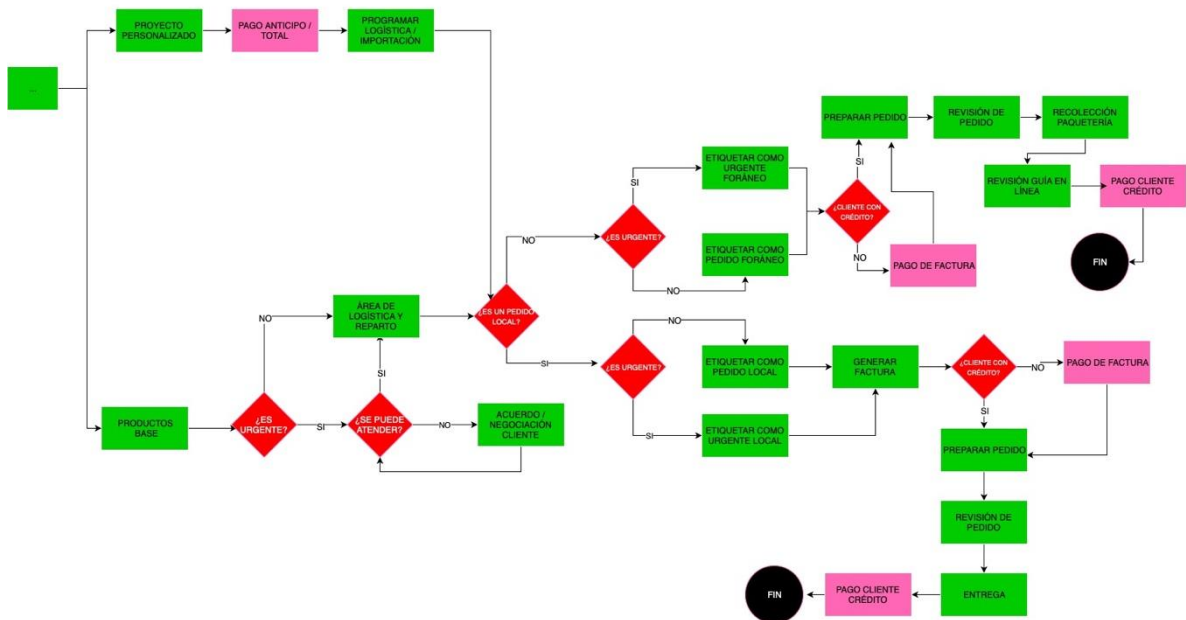 ...
PROYECTO
PERSONALIZADO
PAGO ANTICIPO /
TOTAL
PROGRAMAR
LOGÍSTICA /
IMPORTACIÓN
PREPARAR PEDIDO
REVISIÓN DE
PEDIDO
RECOLECCIÓN
PAQUETERÍA
ETIQUETAR COMO
URGENTE
FORÁNEO
SI
SI
REVISIÓN GUÍA EN
LÍNEA
PAGO CLIENTE
CRÉDITO
¿CLIENTE CON
CRÉDITO?
NO
¿ES URGENTE?
ETIQUETAR COMO
PEDIDO FORÁNEO
NO
PAGO DE FACTURA
FIN
NO
ÁREA DE
LOGÍSTICA Y
REPARTO
¿ES UN PEDIDO
LOCAL?
NO
NO
SI
¿ES URGENTE?
ETIQUETAR COMO
PEDIDO LOCAL
GENERAR
FACTURA
¿CLIENTE CON
CRÉDITO?
NO
PAGO DE FACTURA
SI
SI
PRODUCTOS
BASE
¿ES
URGENTE?
SI
¿SE PUEDE
ATENDER?
NO
ACUERDO /
NEGOCIACIÓN
CLIENTE
SI
ETIQUETAR COMO
URGENTE LOCAL
PREPARAR PEDIDO
REVISIÓN DE
PEDIDO
FIN
PAGO CLIENTE
CRÉDITO
ENTREGA